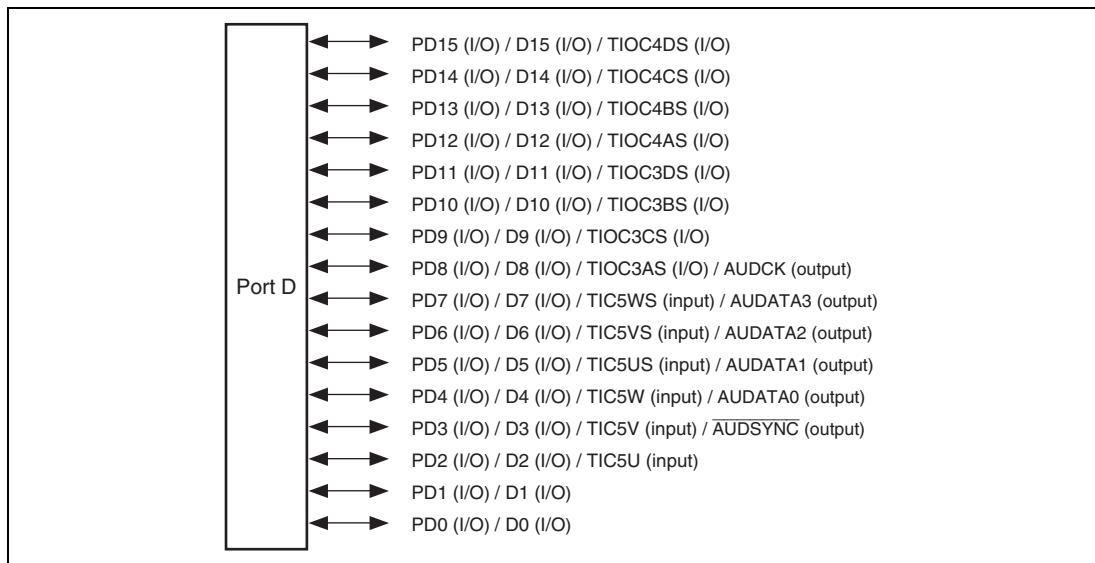 Port D
PD15 (I/O) / D15 (I/O) / TIOC4DS (I/O)
PD14 (I/O) / D14 (I/O) / TIOC4CS (I/O)
PD13 (I/O) / D13 (I/O) / TIOC4BS (I/O)
PD12 (I/O) / D12 (I/O) / TIOC4AS (I/O)
PD11 (I/O) / D11 (I/O) / TIOC3DS (I/O)
PD10 (I/O) / D10 (I/O) / TIOC3BS (I/O)
PD9 (I/O) / D9 (I/O) / TIOC3CS (I/O)
PD8 (I/O) / D8 (I/O) / TIOC3AS (I/O) / AUDCK (output)
PD7 (I/O) / D7 (I/O) / TIC5WS (input) / AUDATA3 (output)
PD6 (I/O) / D6 (I/O) / TIC5VS (input) / AUDATA2 (output)
PD5 (I/O) / D5 (I/O) / TIC5US (input) / AUDATA1 (output)
PD4 (I/O) / D4 (I/O) / TIC5W (input) / AUDATA0 (output)
PD3 (I/O) / D3 (I/O) / TIC5V (input) / A̅U̅D̅S̅Y̅N̅C̅ (output)
PD2 (I/O) / D2 (I/O) / TIC5U (input)
PD1 (I/O) / D1 (I/O)
PD0 (I/O) / D0 (I/O)